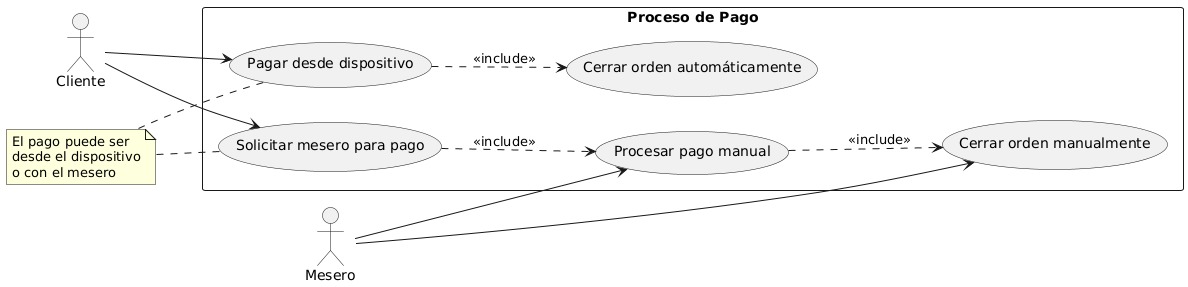 Proceso de Pago
Cliente
Pagar desde dispositivo
«include»
Cerrar orden automáticamente
El pago puede ser
desde el dispositivo
o con el mesero
Solicitar mesero para pago
«include»
Procesar pago manual
«include»
Cerrar orden manualmente
Mesero